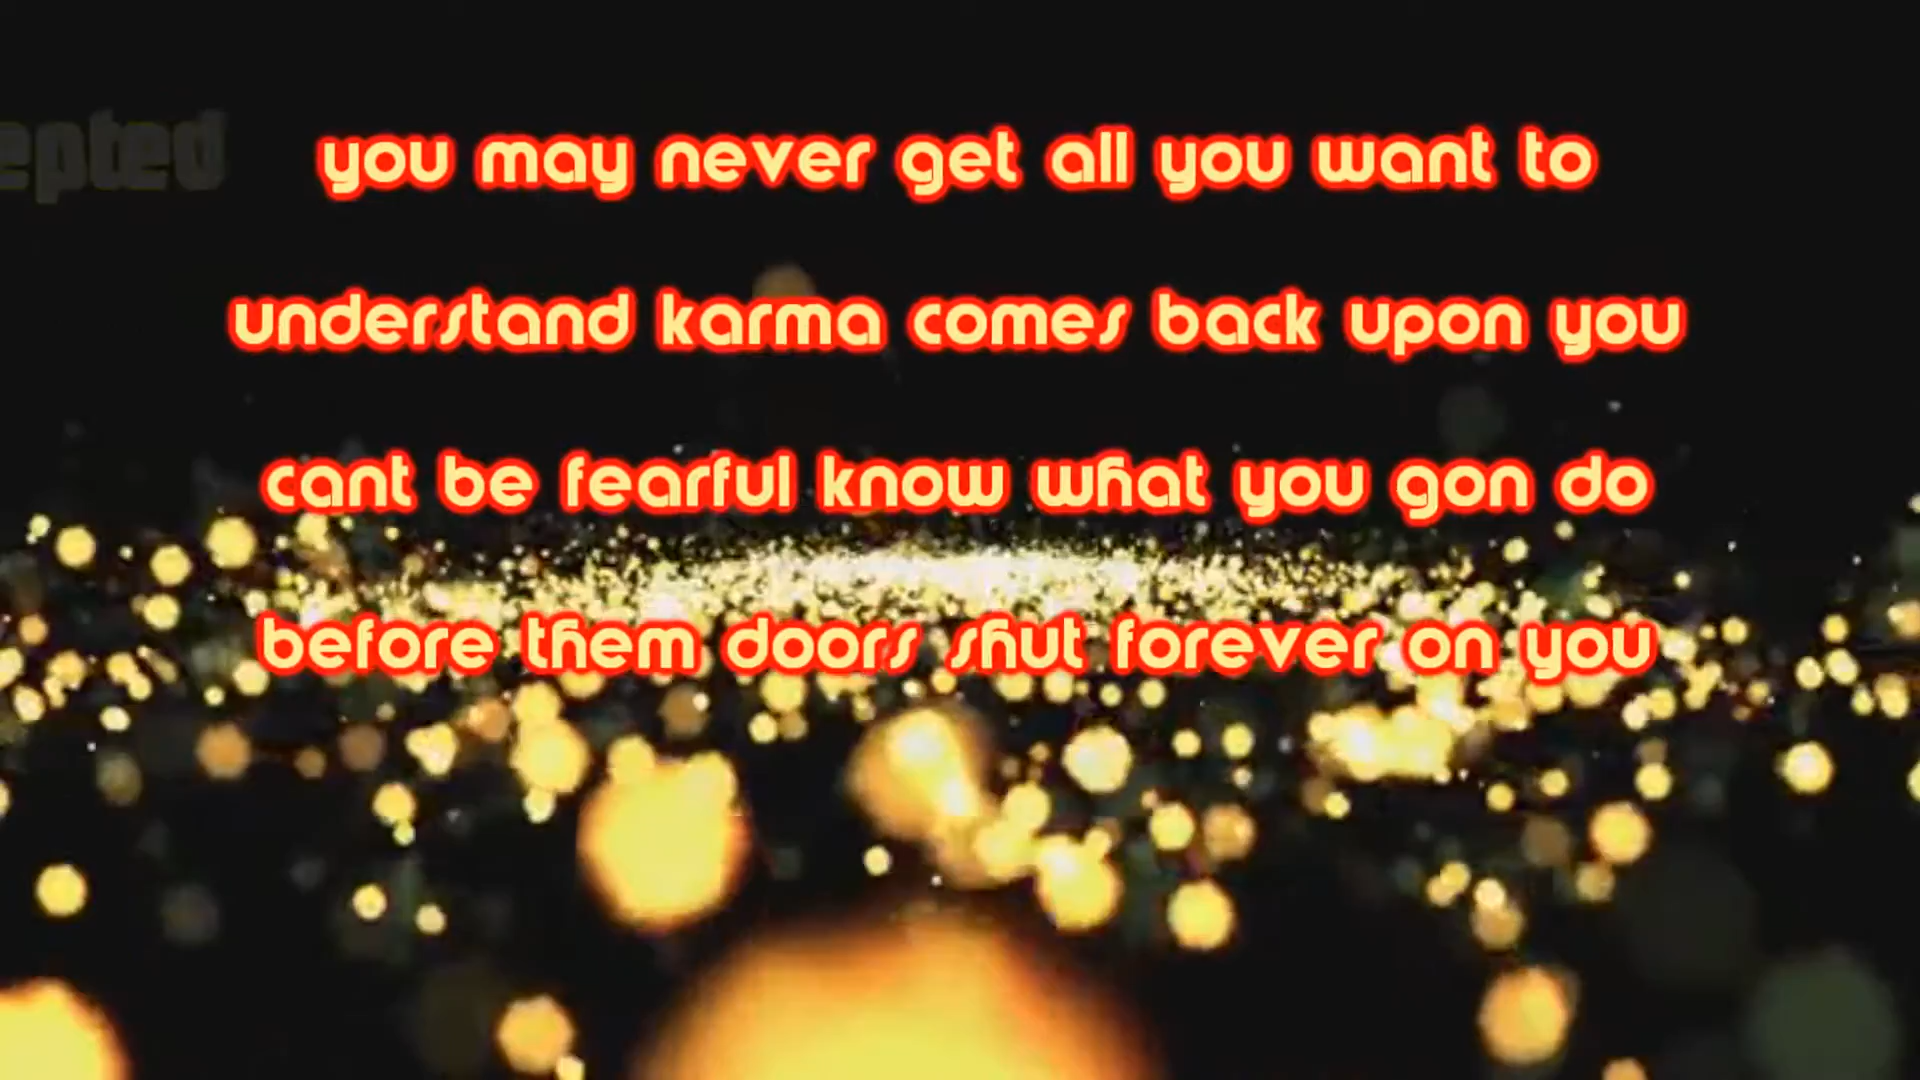 you may never get all you want to
understand karma comes back upon you
cant be fearful know what you gon do
before them doors shut forever on you